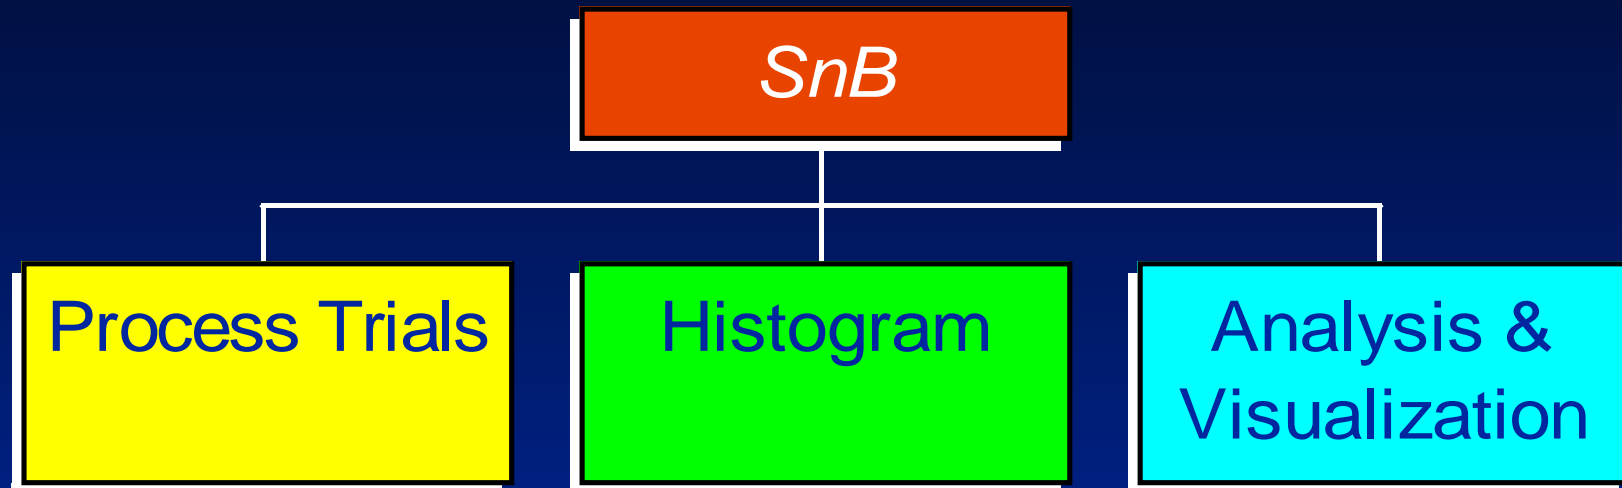 SnB
Process Trials
Histogram
Analysis &
Visualization